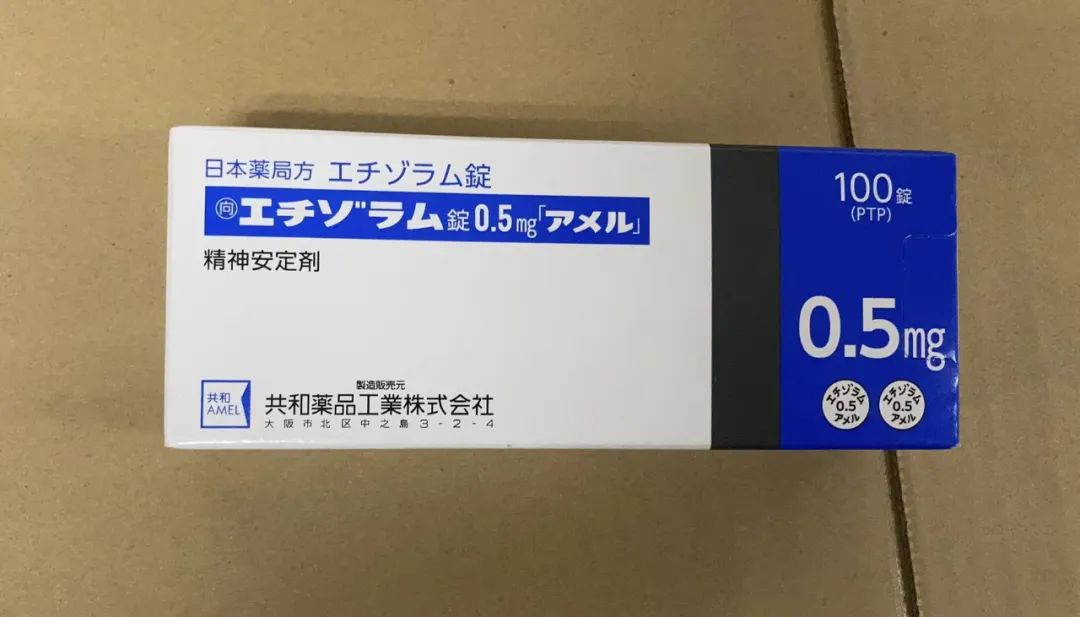 日本薬局方 エチゾラム錠
㊞エチゾラム錠0.5mg「アメル」
精神安定剤
共和
AMEL
製造販売元
共和薬品工業株式会社
大阪市北区中之島3-2-4
100錠
(PTP)
0.5mg
エチゾラム
0.5
アメル
エチゾラム
0.5
アメル